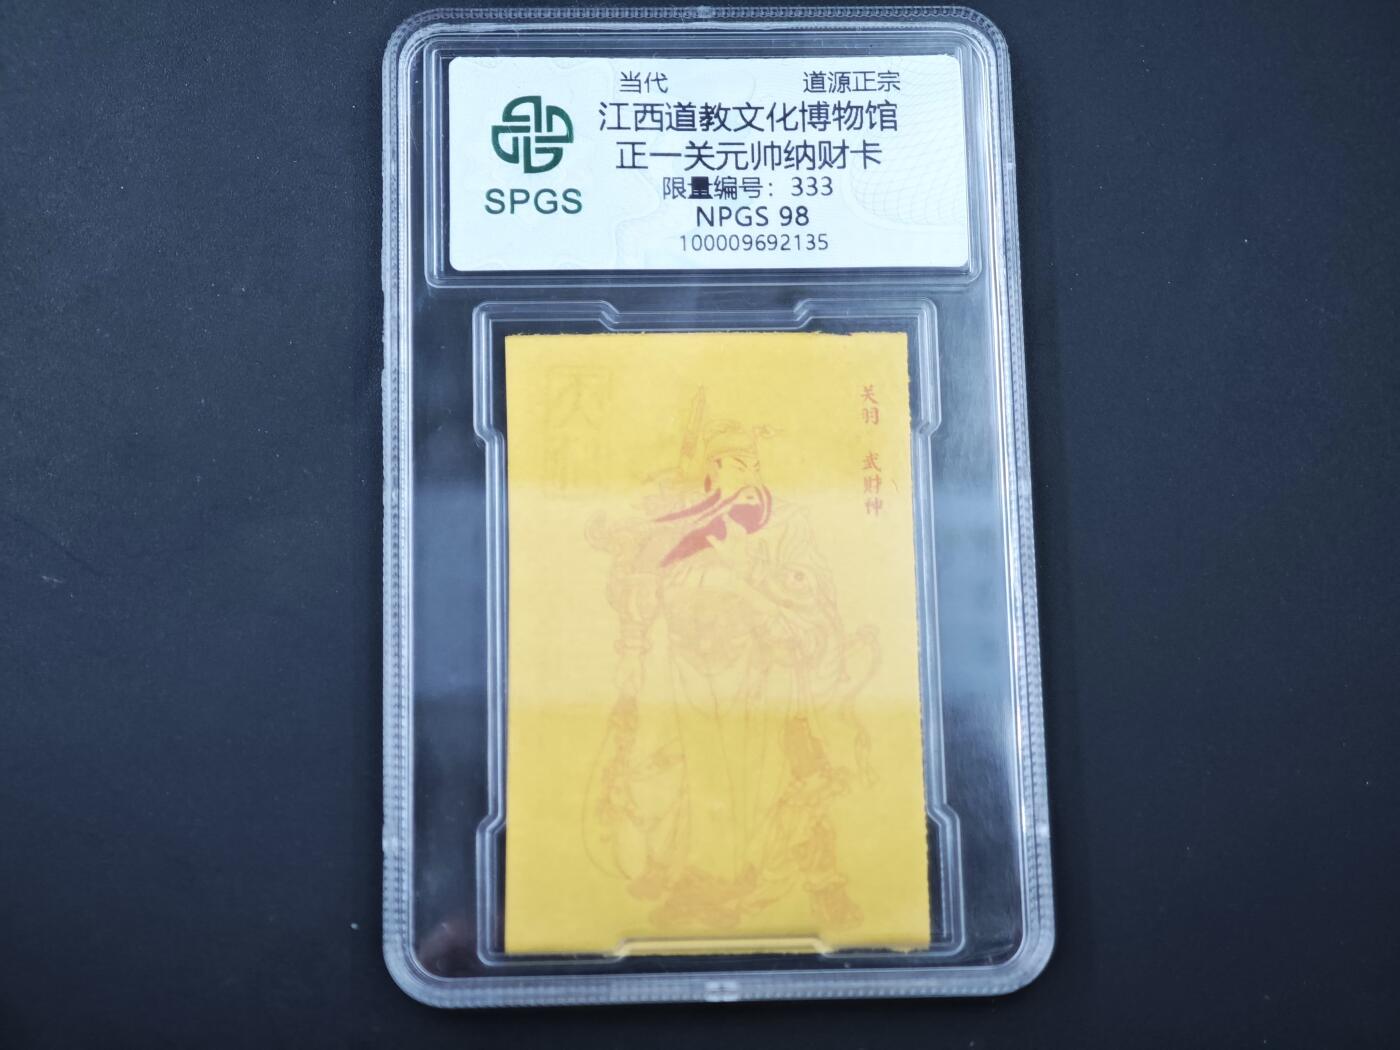 当代 道源正宗
江西道教文化博物馆
正一关元帅纳财卡
限量编号：333
NPGS 98
100009692135
SPGS
关羽 武财神